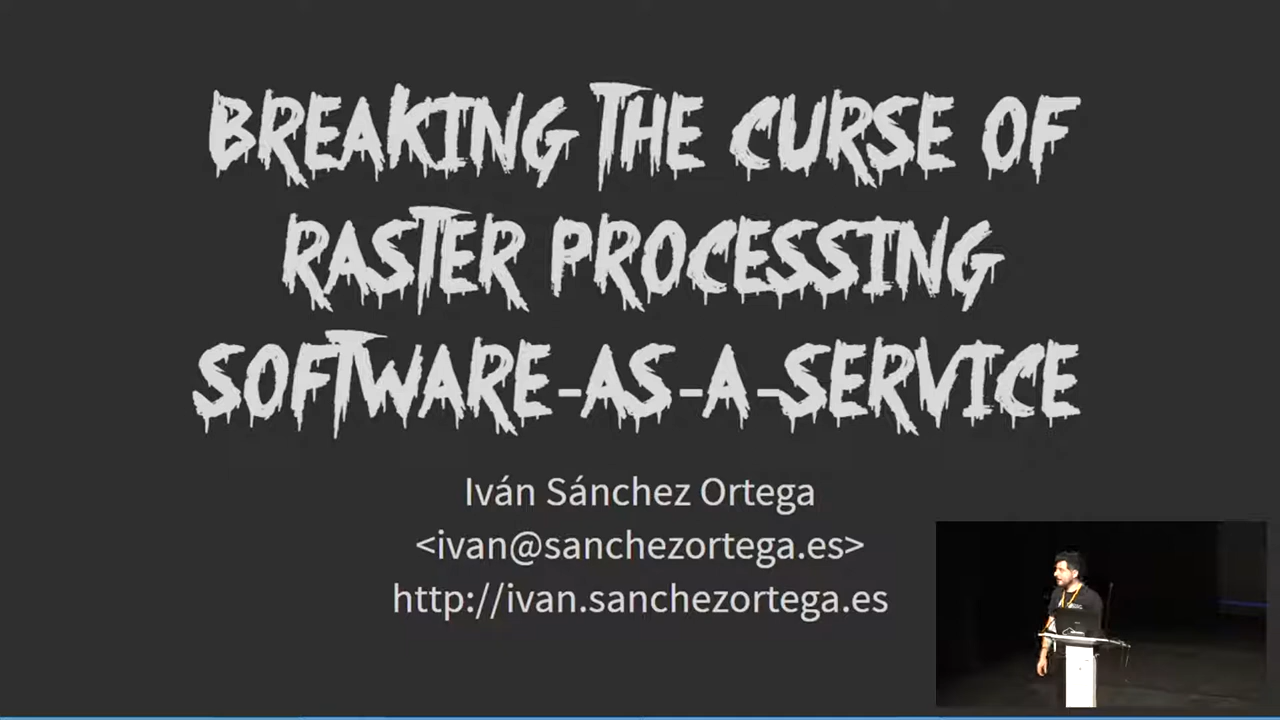 BREAKING THE CURSE OF
RASTER PROCESSING
SOFTWARE-AS-A-SERVICE
Iván Sánchez Ortega
<ivan@sanchezortega.es>
http://ivan.sanchezortega.es